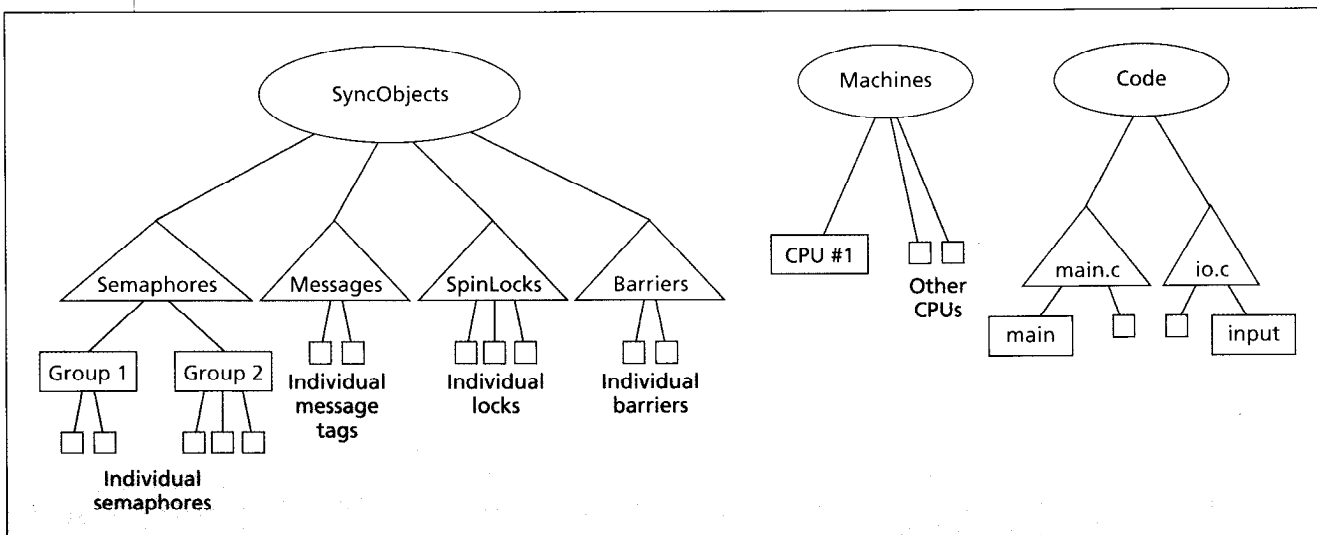 SyncObjects
Machines
Code
Semaphores
Messages
SpinLocks
Barriers
CPU #1
Other
CPUs
main.c
io.c
main
input
Group 1
Group 2
Individual
message
tags
Individual
locks
Individual
barriers
Individual
semaphores